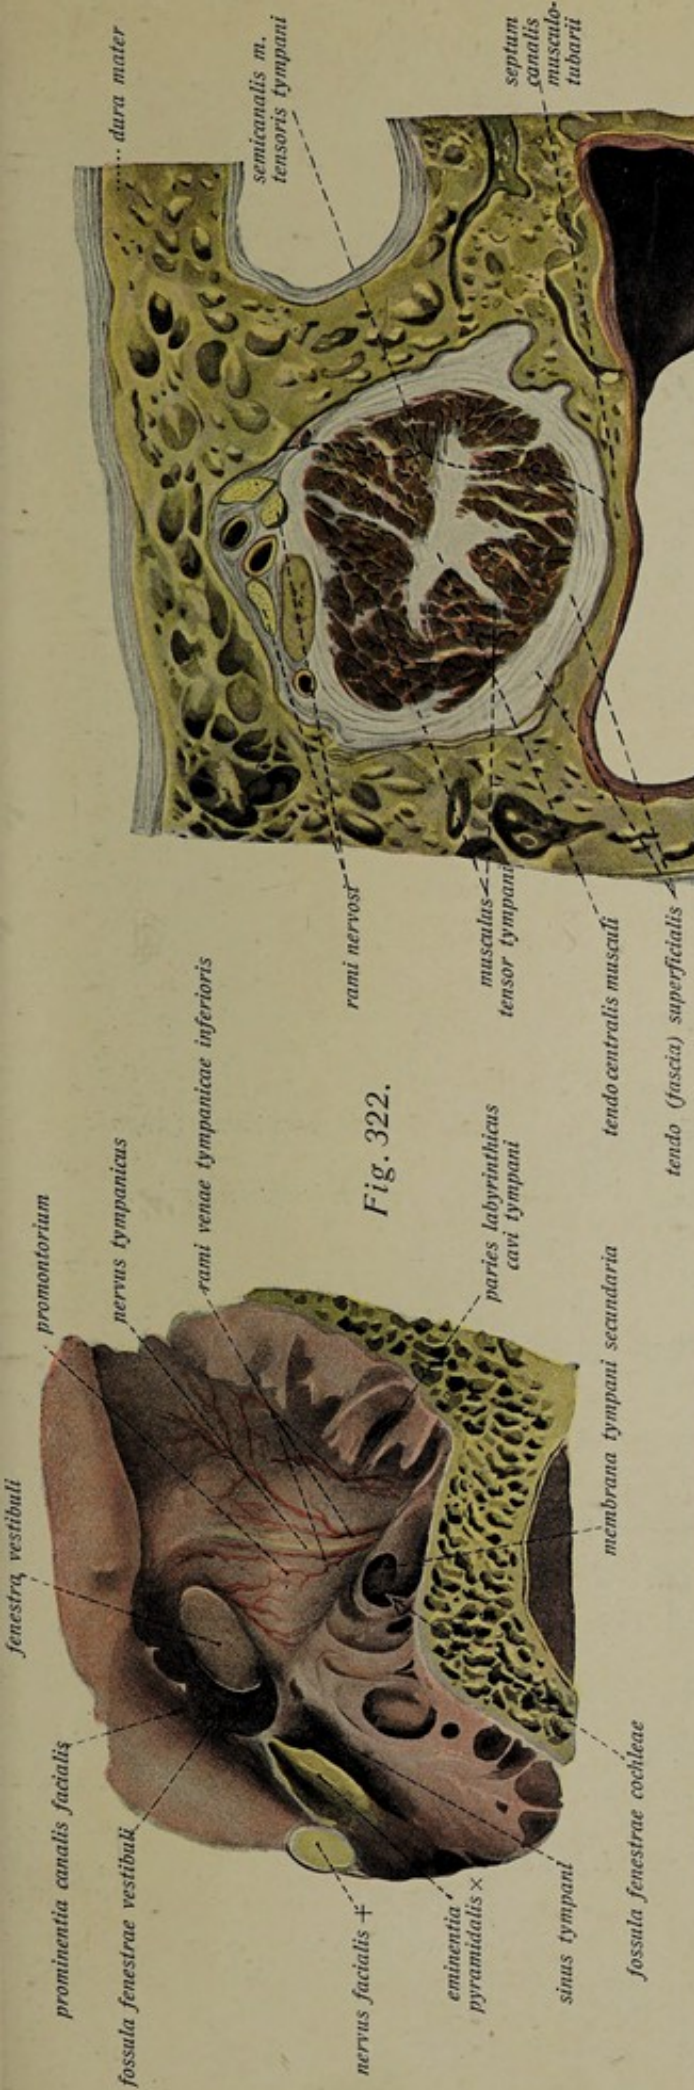 fenestra vestibuli
prominentia canalis facialis
fossula fenestrae vestibuli
promontorium
nervus tympanicus
rami venae tympanicae inferioris
nervus facialis
eminentia
pyramidalis ×
sinus tympani
fossula fenestrae cochleae
paries labyrinthicus
cavi tympani
membrana tympani secundaria
Fig. 322.
dura mater
semicanalis m.
tensoris tympani
septum
canalis
musculo-
tubarii
rami nervosi
musculus
tensor tympani
tendo centralis musculi
tendo (fascia) superficialis